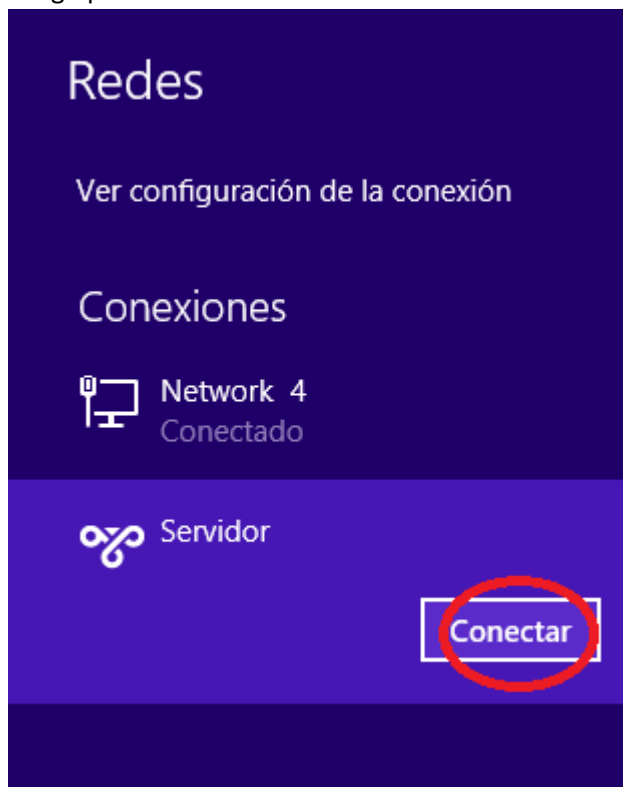 Redes
Ver configuración de la conexión
Conexiones
Network 4
Conectado
Servidor
Conectar